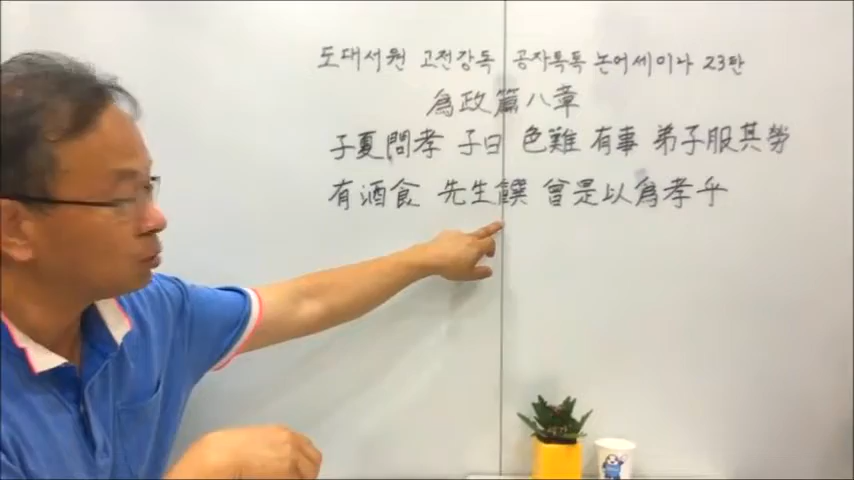 도대서원 고전강독 공자톡톡 논어세미나 23탄
為政篇八章
子夏問孝 子曰 色難 有事 弟子服其勞
有酒食 先生饌 曾是以為孝乎